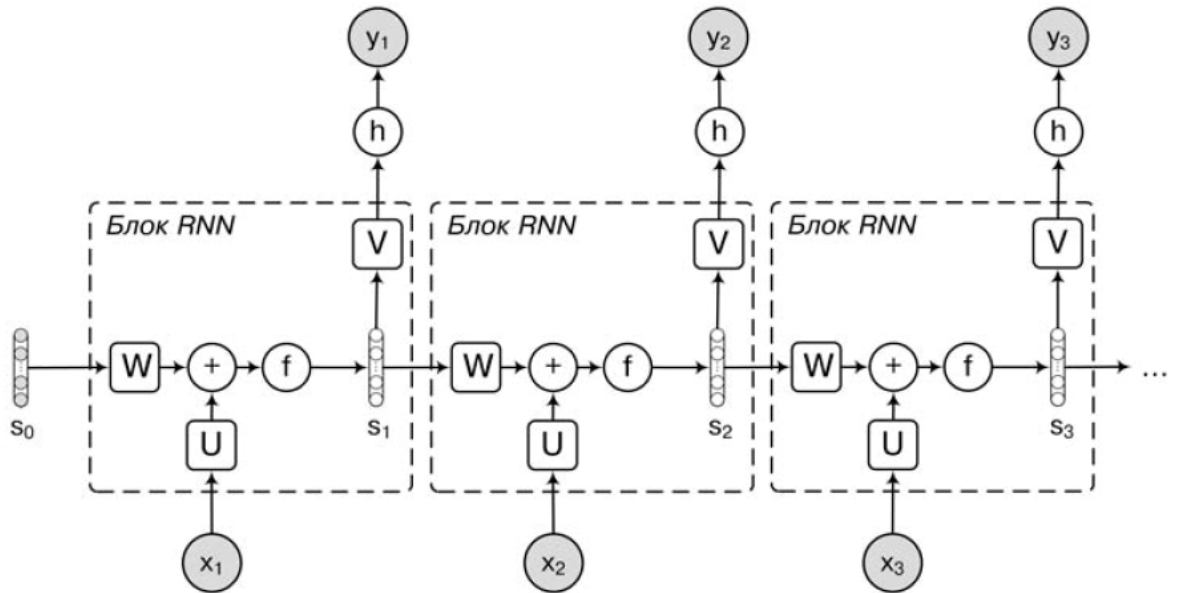 y₁ y₂ y₃
h h h
Блок RNN Блок RNN Блок RNN
V V V
W + f W + f W + f ...
s₀ s₁ s₂ s₃
U U U
x₁ x₂ x₃